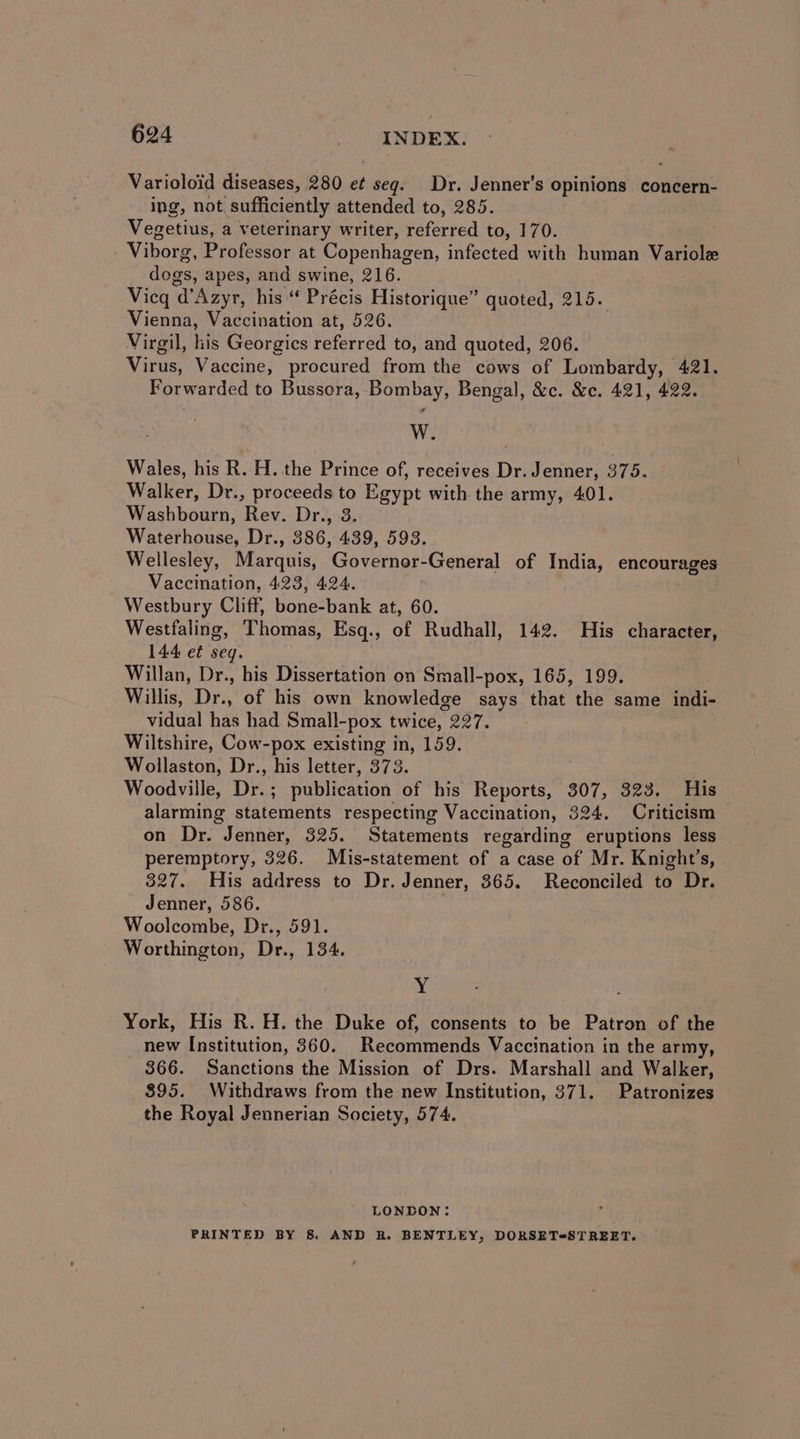 624 INDEX.
Varioloïd diseases, 280 et seq. Dr. Jenner's opinions concern-
ing, not sufficiently attended to, 285.
Vegetius, a veterinary writer, referred to, 170.
Viborg, Professor at Copenhagen, infected with human Variolæ
dogs, apes, and swine, 216.
Vicq d'Azyr, his “ Précis Historique” quoted, 215.
Vienna, Vaccination at, 526.
Virgil, his Georgics referred to, and quoted, 206.
Virus, Vaccine, procured from the cows of Lombardy, 421.
Forwarded to Bussora, Bombay, Bengal, &c. &c. 421, 422.
W.
Wales, his R. H. the Prince of, receives Dr. Jenner, 375.
Walker, Dr., proceeds to Egypt with the army, 401.
Washbourn, Rev. Dr., 3.
Waterhouse, Dr., 386, 439, 593.
Wellesley, Marquis, Governor-General of India, encourages
Vaccination, 423, 424.
Westbury Cliff, bone-bank at, 60.
Westfaling, Thomas, Esq., of Rudhall, 142. His character,
144 et seq.
Willan, Dr., his Dissertation on Small-pox, 165, 199.
Willis, Dr., of his own knowledge says that the same indi-
vidual has had Small-pox twice, 227.
Wiltshire, Cow-pox existing in, 159.
Wollaston, Dr., his letter, 373.
Woodville, Dr.; publication of his Reports, 307, 323. His
alarming statements respecting Vaccination, 324. Criticism
on Dr. Jenner, 325. Statements regarding eruptions less
peremptory, 326. Mis-statement of a case of Mr. Knight's,
327. His address to Dr. Jenner, 365. Reconciled to Dr.
Jenner, 586.
Woolcombe, Dr., 591.
Worthington, Dr., 134.
Y
York, His R. H. the Duke of, consents to be Patron of the
new Institution, 360. Recommends Vaccination in the army,
366. Sanctions the Mission of Drs. Marshall and Walker,
395. Withdraws from the new Institution, 371. Patronizes
the Royal Jennerian Society, 574.
LONDON:
PRINTED BY S. AND R. BENTLEY, DORSET-STREET.